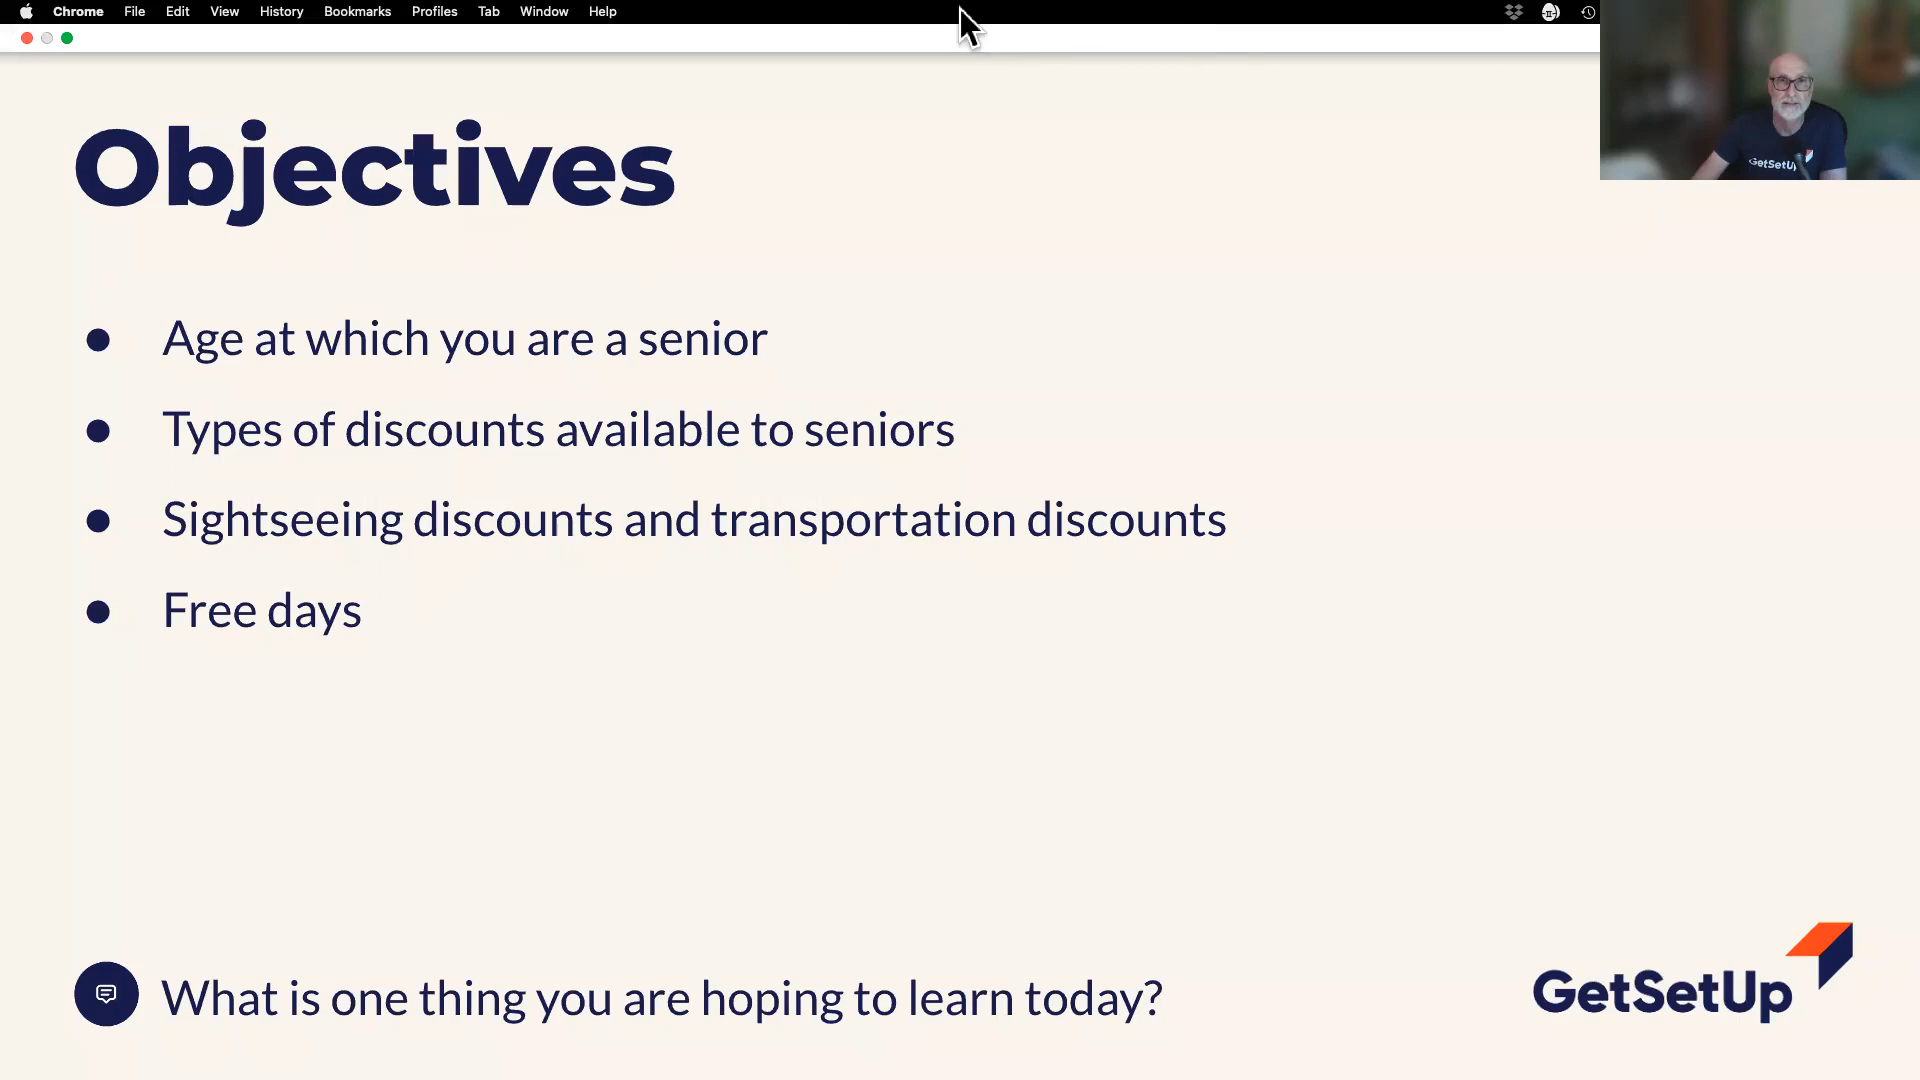 Chrome File Edit View History Bookmarks Profiles Tab Window Help
GetSetUp
Objectives
● Age at which you are a senior
● Types of discounts available to seniors
● Sightseeing discounts and transportation discounts
● Free days
What is one thing you are hoping to learn today?
GetSetUp